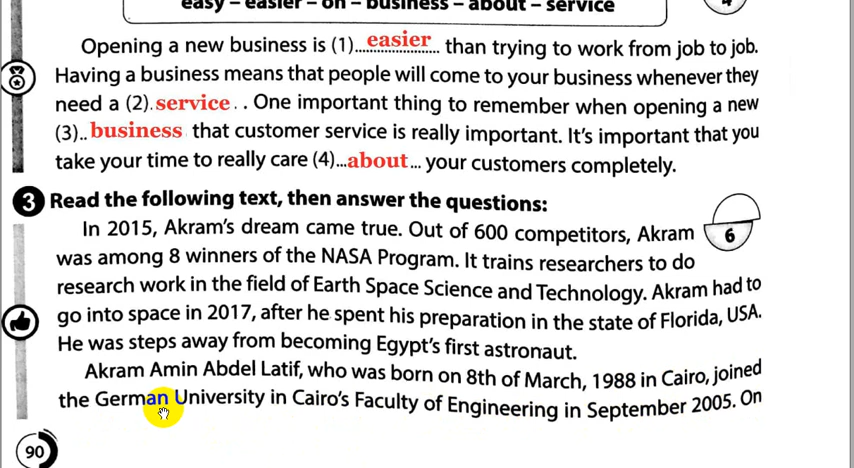 easy – easier – on – business – about – service
4
Opening a new business is (1)...easier... than trying to work from job to job.
Having a business means that people will come to your business whenever they
need a (2).service. . One important thing to remember when opening a new
(3)..business that customer service is really important. It's important that you
take your time to really care (4)...about... your customers completely.
3 Read the following text, then answer the questions:
6
In 2015, Akram's dream came true. Out of 600 competitors, Akram
was among 8 winners of the NASA Program. It trains researchers to do
research work in the field of Earth Space Science and Technology. Akram had to
go into space in 2017, after he spent his preparation in the state of Florida, USA.
He was steps away from becoming Egypt's first astronaut.
Akram Amin Abdel Latif, who was born on 8th of March, 1988 in Cairo, joined
the German University in Cairo's Faculty of Engineering in September 2005. On
90